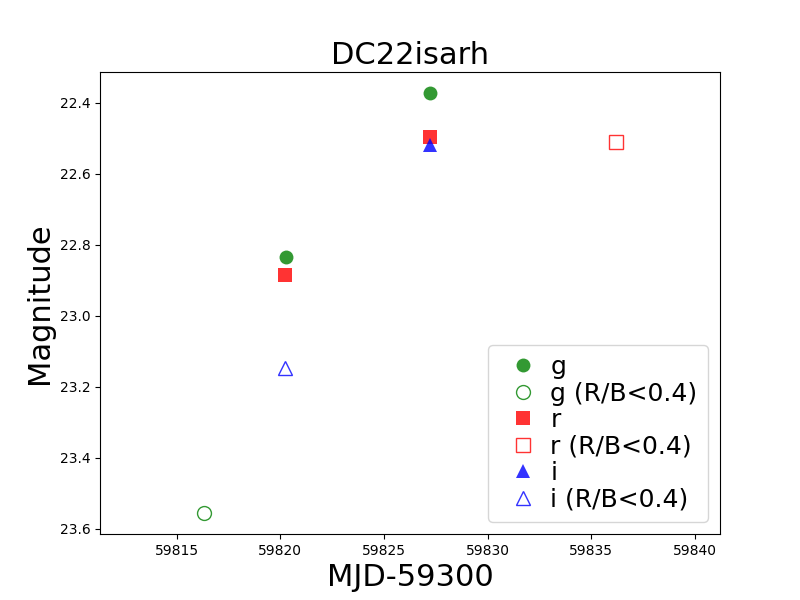 DC22isarh
22.4
22.6
22.8
23.0
23.2
23.4
23.6
Magnitude
59815 59820 59825 59830 59835 59840
MJD-59300
g
g (R/B<0.4)
r
r (R/B<0.4)
i
i (R/B<0.4)